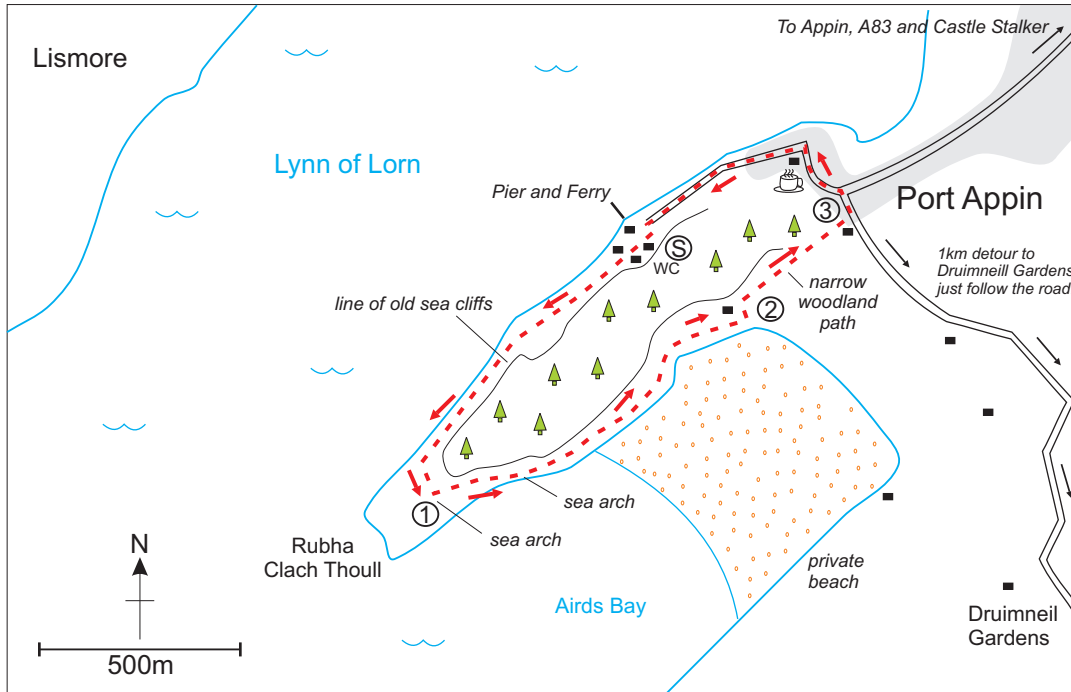 To Appin, A83 and Castle Stalker
Lismore
Lynn of Lorn
Pier and Ferry
Port Appin
3
S
WC
1km detour to
Druimneill Gardens
just follow the road
narrow
woodland
path
line of old sea cliffs
2
sea arch
1
sea arch
Rubha
Clach Thoull
N
private
beach
Airds Bay
Druimneil
Gardens
500m